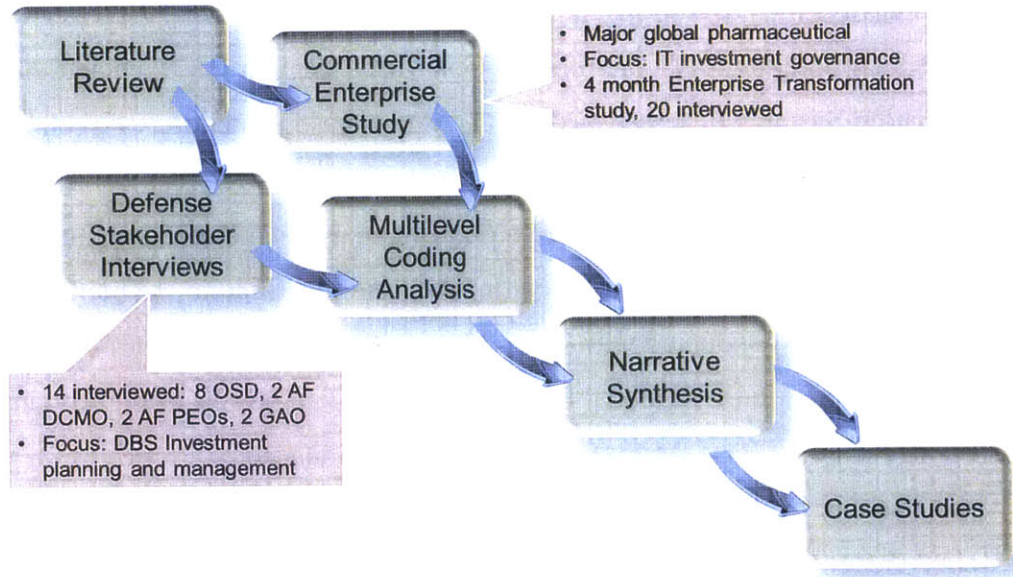 Literature
Review
Commercial
Enterprise
Study
• Major global pharmaceutical
• Focus: IT investment governance
• 4 month Enterprise Transformation
study, 20 interviewed
Defense
Stakeholder
Interviews
Multilevel
Coding
Analysis
• 14 interviewed: 8 OSD, 2 AF
DCMO, 2 AF PEOs, 2 GAO
• Focus: DBS Investment
planning and management
Narrative
Synthesis
Case Studies